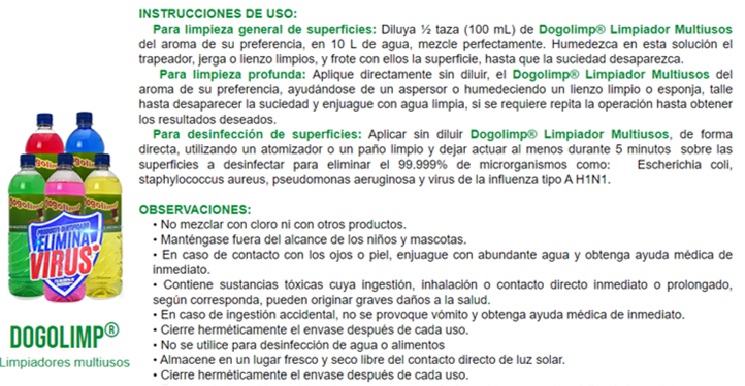 INSTRUCCIONES DE USO:
Para limpieza general de superficies: Diluya ½ taza (100 mL) de Dogolimp® Limpiador Multiusos
del aroma de su preferencia, en 10 L de agua, mezcle perfectamente. Humedezca en esta solución el
trapeador, jerga o lienzo limpios, y frote con ellos la superficie, hasta que la suciedad desaparezca.
Para limpieza profunda: Aplique directamente sin diluir, el Dogolimp® Limpiador Multiusos del
aroma de su preferencia, ayudándose de un aspersor o humedeciendo un lienzo limpio o esponja, talle
hasta desaparecer la suciedad y enjuague con agua limpia, si se requiere repita la operación hasta obtener
los resultados deseados.
Para desinfección de superficies: Aplicar sin diluir Dogolimp® Limpiador Multiusos, de forma
directa, utilizando un atomizador o un paño limpio y dejar actuar al menos durante 5 minutos sobre las
superficies a desinfectar para eliminar el 99.999% de microrganismos como: Escherichia coli,
staphylococcus aureus, pseudomonas aeruginosa y virus de la influenza tipo A H1N1.
OBSERVACIONES:
• No mezclar con cloro ni con otros productos.
• Manténgase fuera del alcance de los niños y mascotas.
• En caso de contacto con los ojos o piel, enjuague con abundante agua y obtenga ayuda médica de
inmediato.
• Contiene sustancias tóxicas cuya ingestión, inhalación o contacto directo inmediato o prolongado,
según corresponda, pueden originar graves daños a la salud.
• En caso de ingestión accidental, no se provoque vómito y obtenga ayuda médica de inmediato.
• Cierre herméticamente el envase después de cada uso.
• No se utilice para desinfección de agua o alimentos
• Almacene en un lugar fresco y seco libre del contacto directo de luz solar.
• Cierre herméticamente el envase después de cada uso.
Dogolimp
Dogolimp
ELIMINA
VIRUS
DOGOLIMP®
Limpiadores multiusos